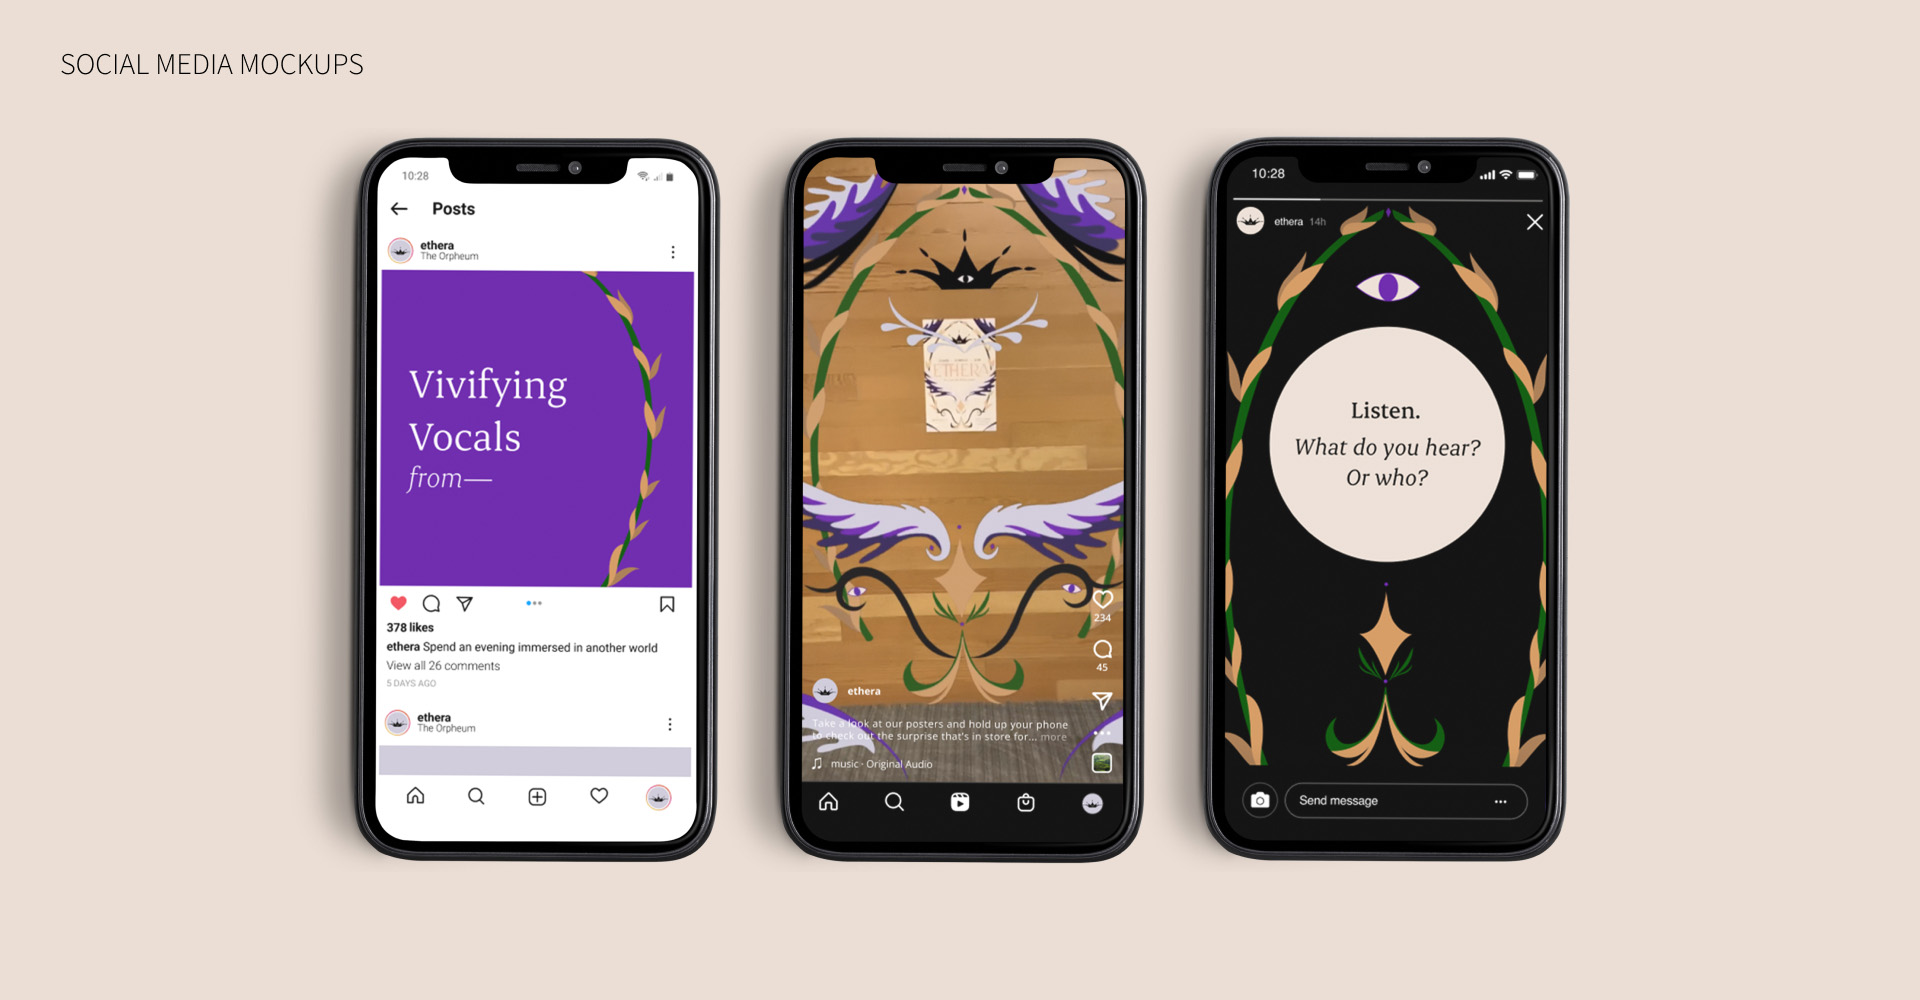 SOCIAL MEDIA MOCKUPS
10:28
Posts
ethera
The Orpheum
Vivifying
Vocals
from—
378 likes
ethera Spend an evening immersed in another world
View all 26 comments
5 DAYS AGO
ethera
The Orpheum
ETHERA
234
45
ethera
Take a look at our posters and hold up your phone
to check out the surprise that's in store for... more
music · Original Audio
10:28
ethera 14h
Listen.
What do you hear?
Or who?
Send message